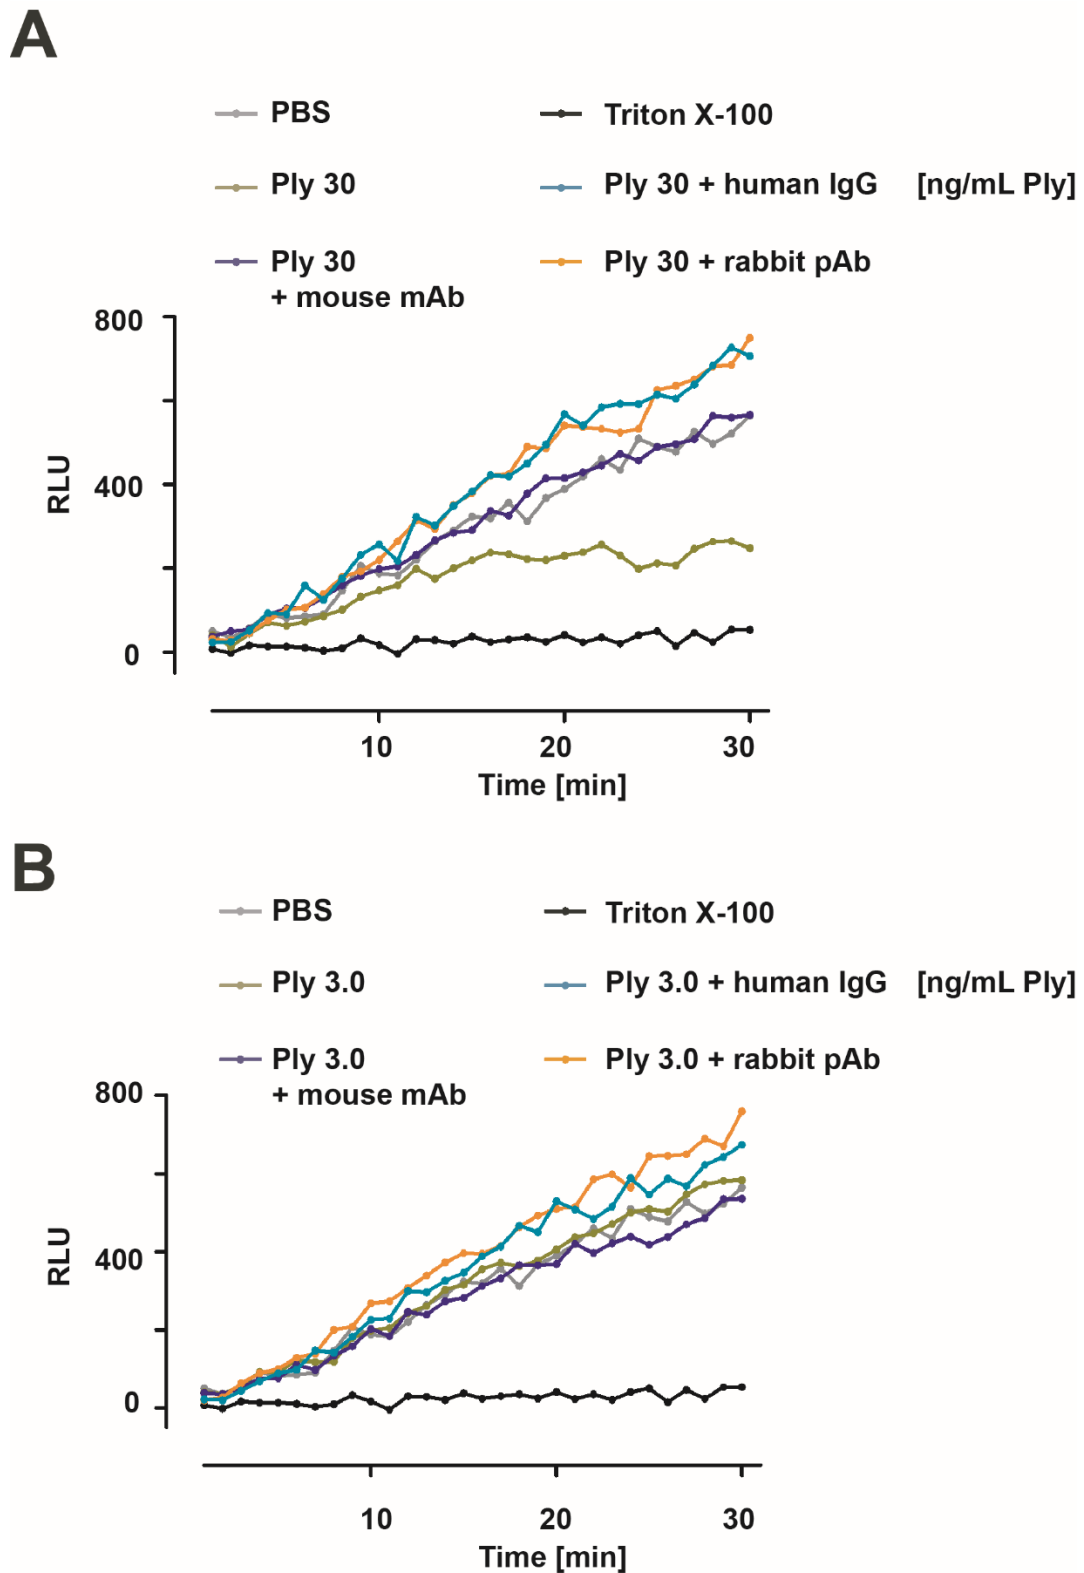 A
PBS
Triton X-100
Ply 30
Ply 30 + human IgG
[ng/mL Ply]
Ply 30
+ mouse mAb
Ply 30 + rabbit pAb
800
400
0
RLU
10
20
30
Time [min]
B
PBS
Triton X-100
Ply 3.0
Ply 3.0 + human IgG
[ng/mL Ply]
Ply 3.0
+ mouse mAb
Ply 3.0 + rabbit pAb
800
400
0
RLU
10
20
30
Time [min]